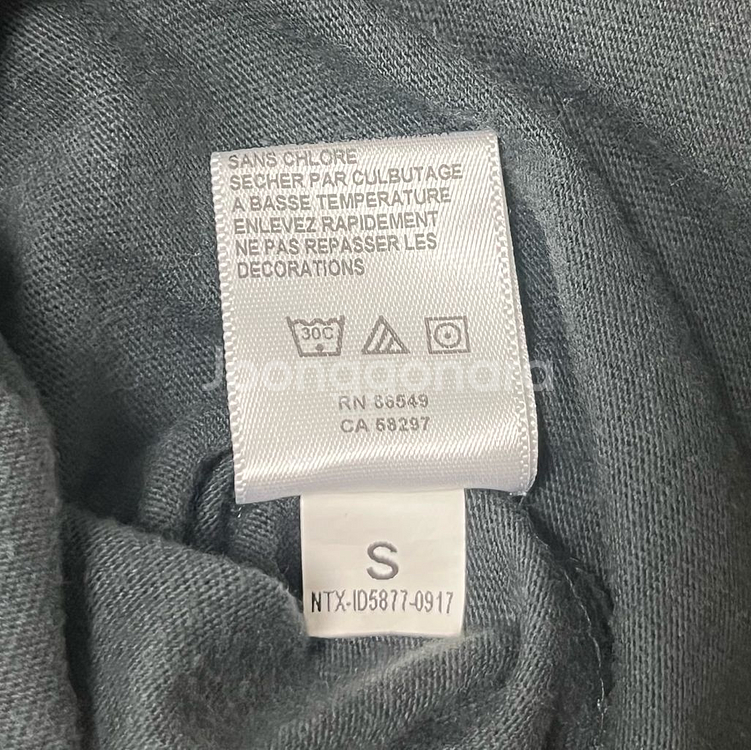 SANS CHLORE
SECHER PAR CULBUTAGE
A BASSE TEMPERATURE
ENLEVEZ RAPIDEMENT
NE PAS REPASSER LES
DECORATIONS
30C
Joonggonara
RN 86549
CA 58297
S
NTX-ID5877-0917